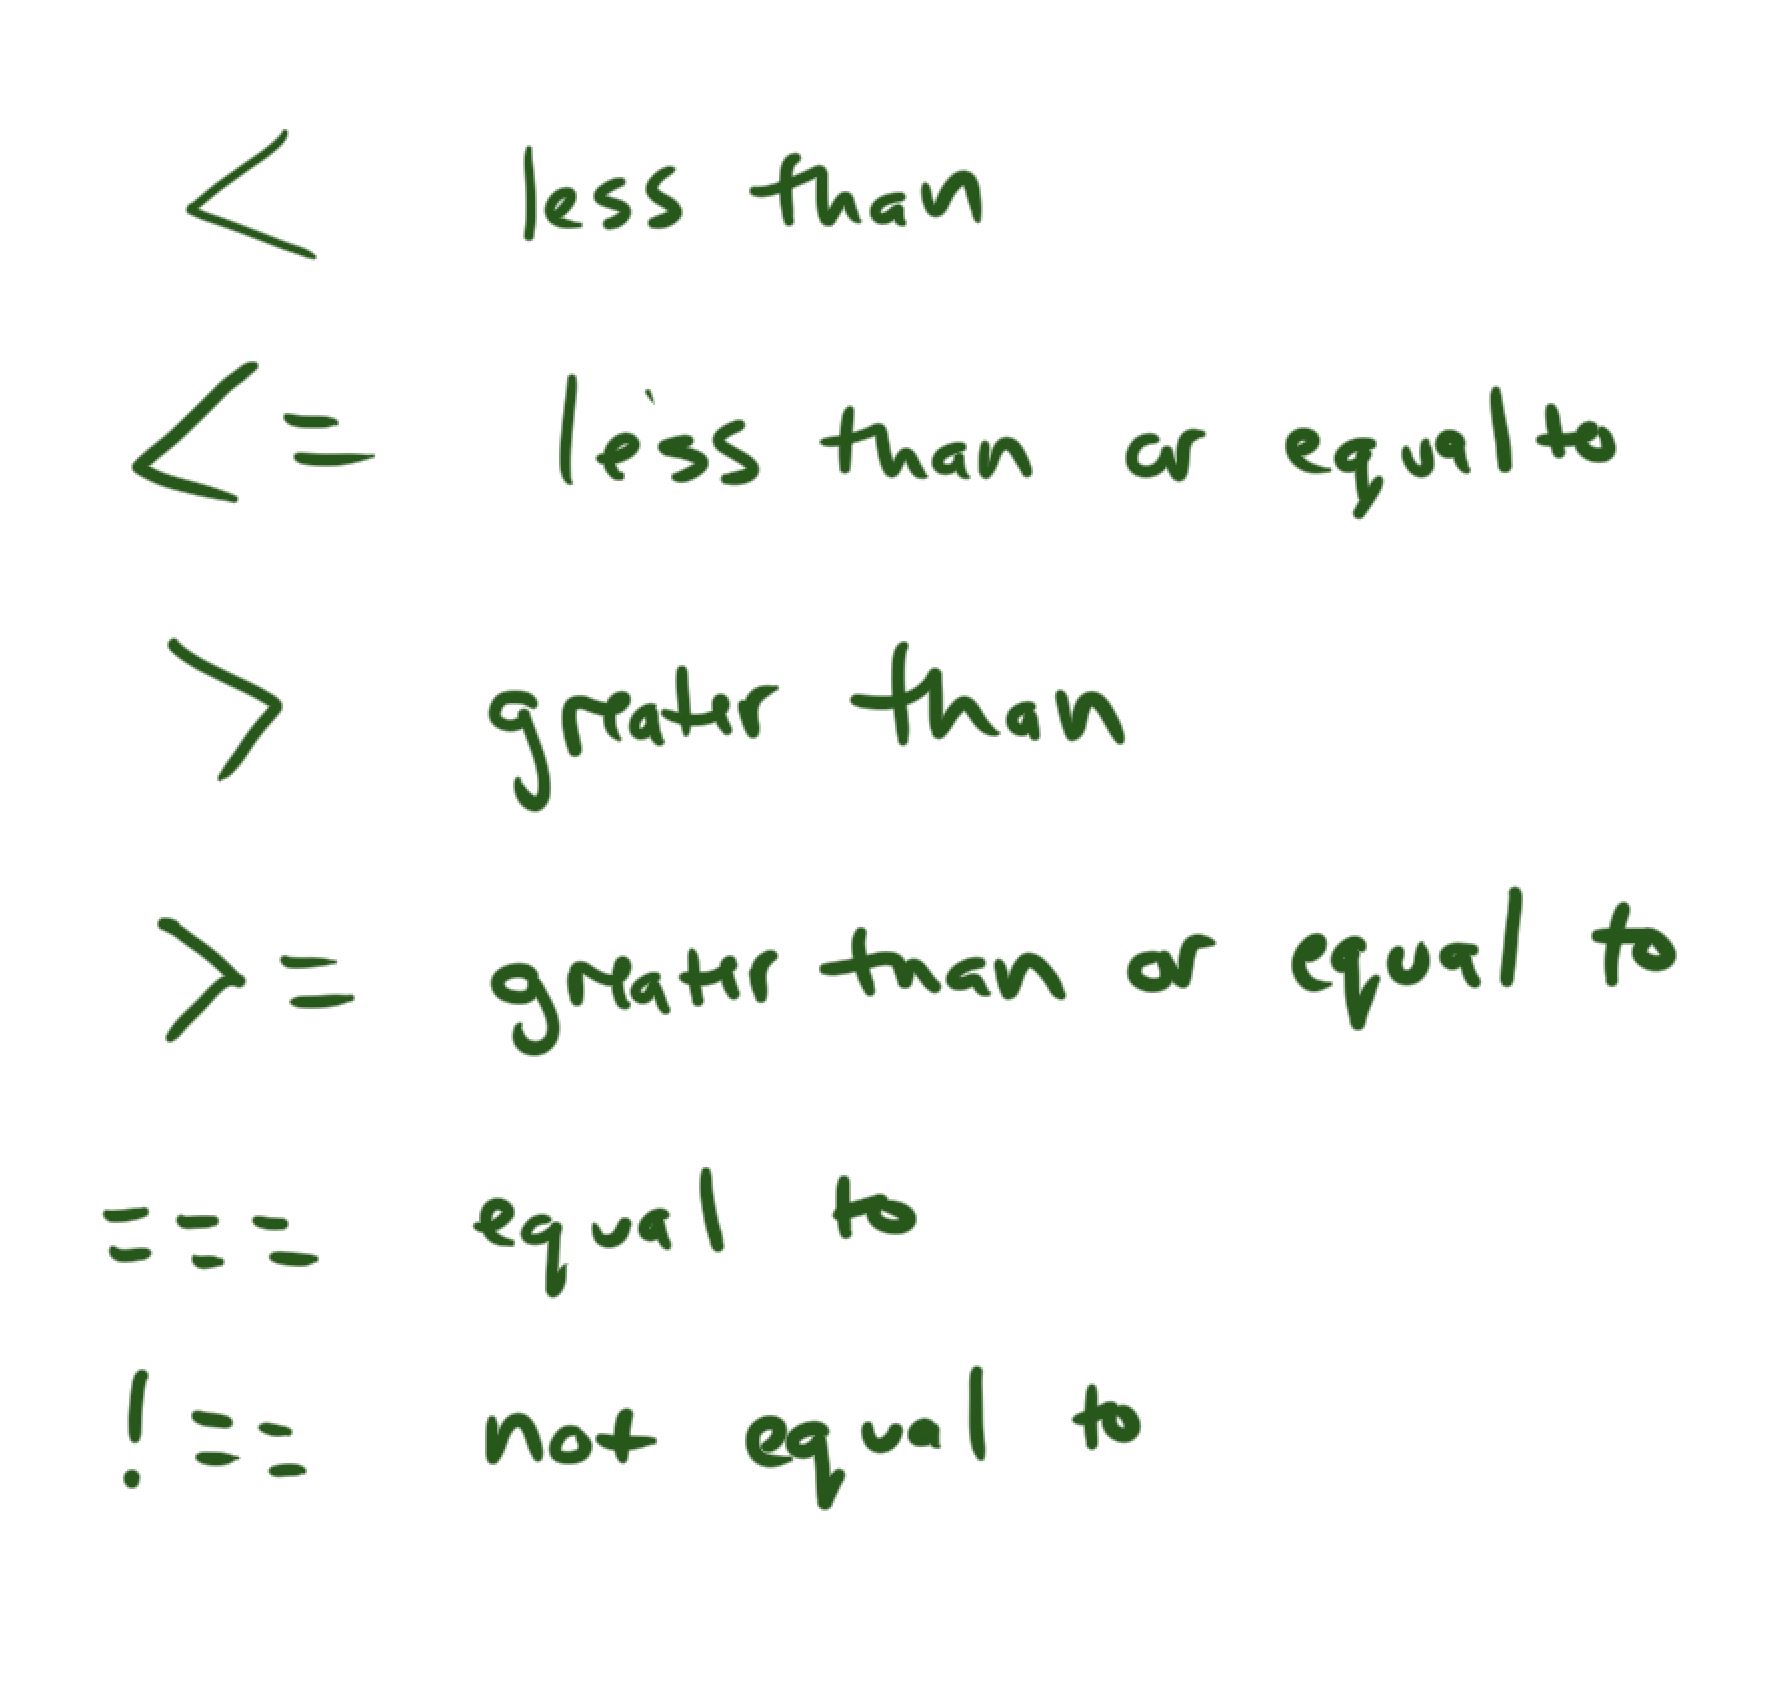 < less than
<= less than or equal to
> greater than
>= greater than or equal to
=== equal to
!== not equal to